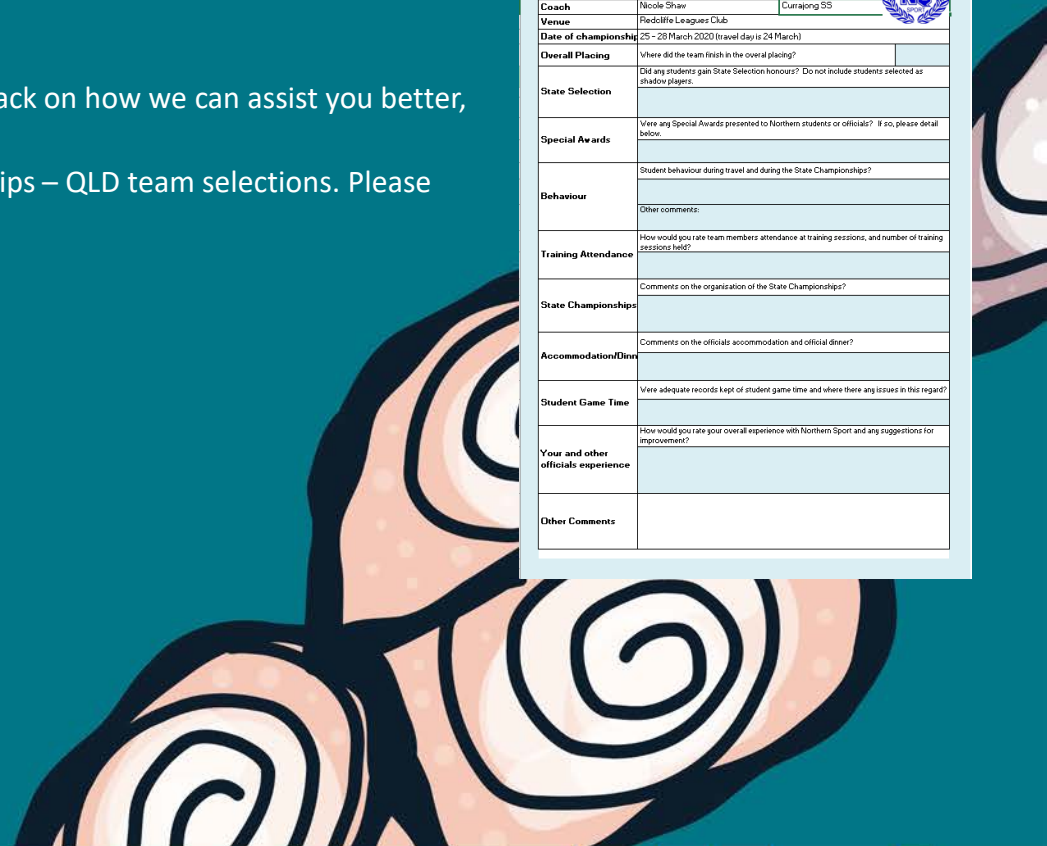 ack on how we can assist you better,
ips – QLD team selections. Please
Coach Nicole Shaw Currajong SS
SPORT
Venue Redcliffe Leagues Club
Date of championship 25 - 28 March 2020 (travel day is 24 March)
Overall Placing Where did the team finish in the overal placing?
Did any students gain State Selection honours? Do not include students selected as
shadow players.
State Selection
Were any Special Awards presented to Northern students or officials? If so, please detail
below.
Special Awards
Student behaviour during travel and during the State Championships?
Behaviour
Other comments:
How would you rate team members attendance at training sessions, and number of training
sessions held?
Training Attendance
Comments on the organisation of the State Championships?
State Championships
Comments on the officials accommodation and official dinner?
Accommodation/Dinn
Were adequate records kept of student game time and where there any issues in this regard?
Student Game Time
How would you rate your overall experience with Northern Sport and any suggestions for
improvement?
Your and other
officials experience
Other Comments